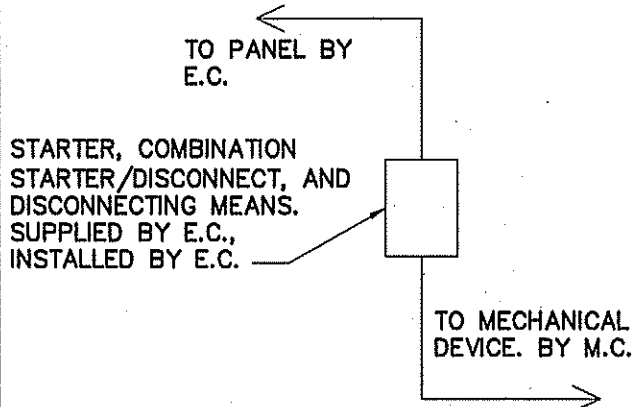 TO PANEL BY
E.C.
STARTER, COMBINATION
STARTER/DISCONNECT, AND
DISCONNECTING MEANS.
SUPPLIED BY E.C.,
INSTALLED BY E.C.
TO MECHANICAL
DEVICE. BY M.C.